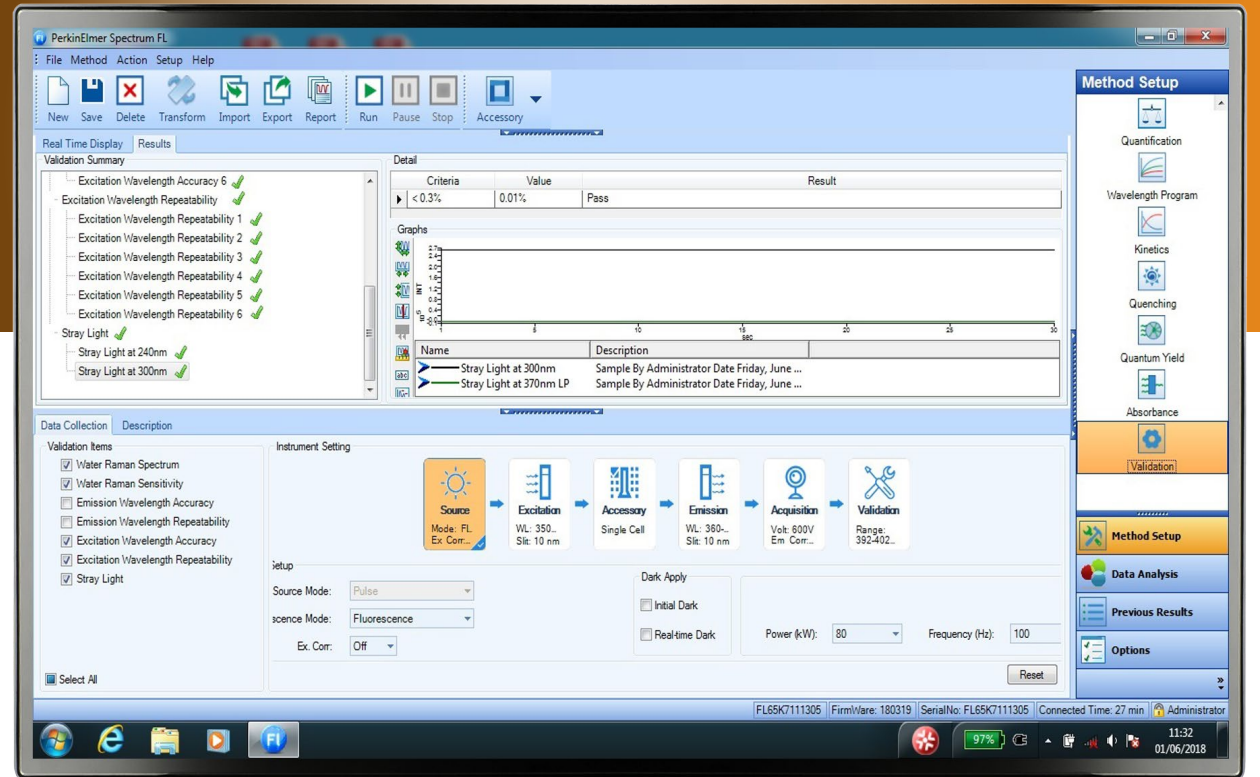 PerkinElmer Spectrum FL
File Method Action Setup Help
New Save Delete Transform Import Export Report Run Pause Stop Accessory
Real Time Display Results
Validation Summary
Excitation Wavelength Accuracy 6
Excitation Wavelength Repeatability
Excitation Wavelength Repeatability 1
Excitation Wavelength Repeatability 2
Excitation Wavelength Repeatability 3
Excitation Wavelength Repeatability 4
Excitation Wavelength Repeatability 5
Excitation Wavelength Repeatability 6
Stray Light
Stray Light at 240nm
Stray Light at 300nm
Detail
Criteria Value Result
< 0.3% 0.01% Pass
Graphs
INT
1 5 10 15 20 25 30
sec
Name Description
Stray Light at 300nm Sample By Administrator Date Friday, June ...
Stray Light at 370nm LP Sample By Administrator Date Friday, June ...
Data Collection Description
Validation Items
Water Raman Spectrum
Water Raman Sensitivity
Emission Wavelength Accuracy
Emission Wavelength Repeatability
Excitation Wavelength Accuracy
Excitation Wavelength Repeatability
Stray Light
Select All
Instrument Setting
Source Excitation Accessory Emission Acquisition Validation
Mode: FL WL: 350... Single Cell WL: 360-... Volt: 600V Range:
Ex Corr:... Slit: 10 nm Slit: 10 nm Em Corr:... 392-402...
Setup
Source Mode: Pulse
scence Mode: Fluorescence
Ex. Corr: Off
Dark Apply
Initial Dark
Real-time Dark
Power (kW): 80 Frequency (Hz): 100
Reset
Method Setup
Quantification
Wavelength Program
Kinetics
Quenching
Quantum Yield
Absorbance
Validation
Method Setup
Data Analysis
Previous Results
Options
FL65K7111305 FirmWare: 180319 SerialNo: FL65K7111305 Connected Time: 27 min Administrator
97%
11:32
01/06/2018